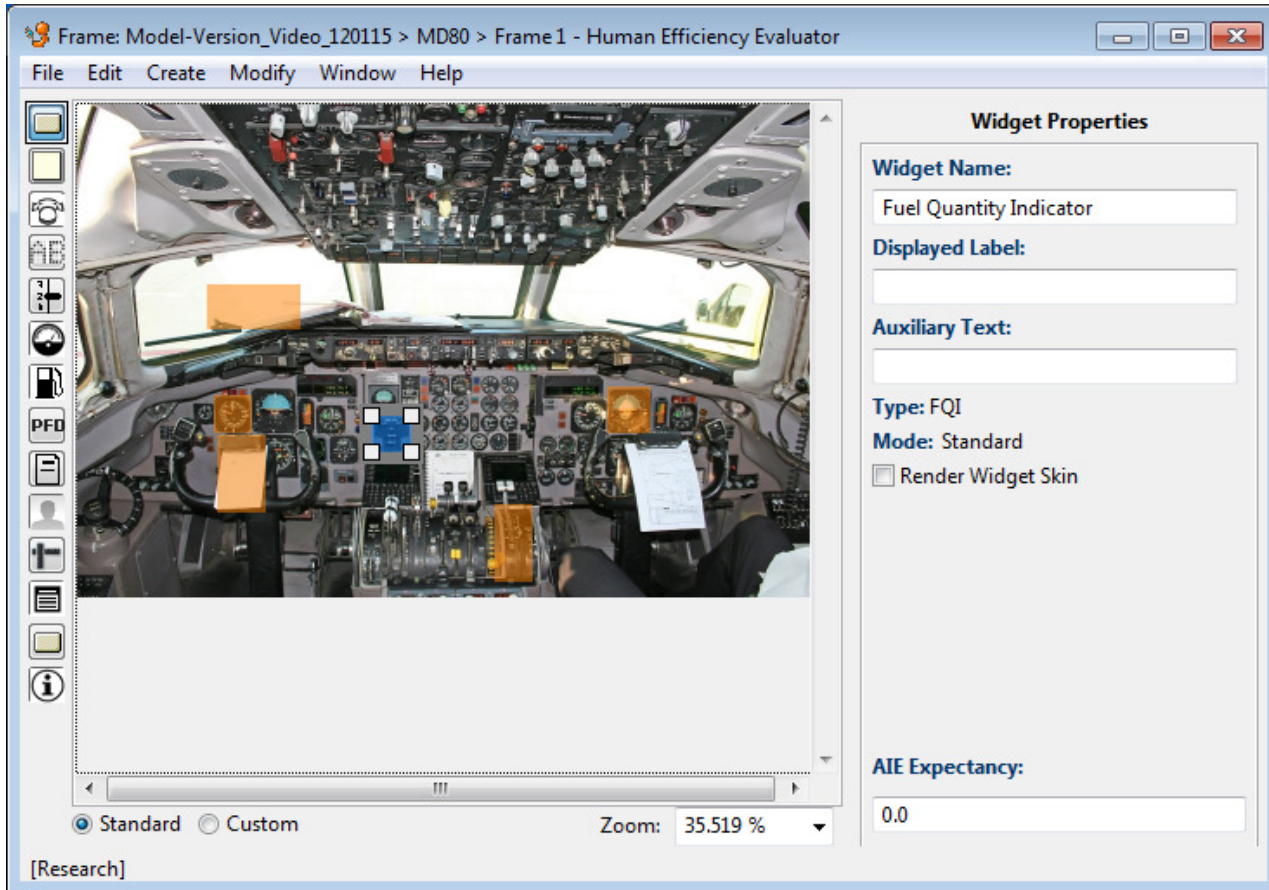 Frame: Model-Version_Video_120115 > MD80 > Frame 1 - Human Efficiency Evaluator
File Edit Create Modify Window Help
Widget Properties
Widget Name:
Fuel Quantity Indicator
Displayed Label:
Auxiliary Text:
AB
Type: FQI
PFD
Mode: Standard
Render Widget Skin
AIE Expectancy:
0.0
Standard Custom Zoom: 35.519 %
[Research]